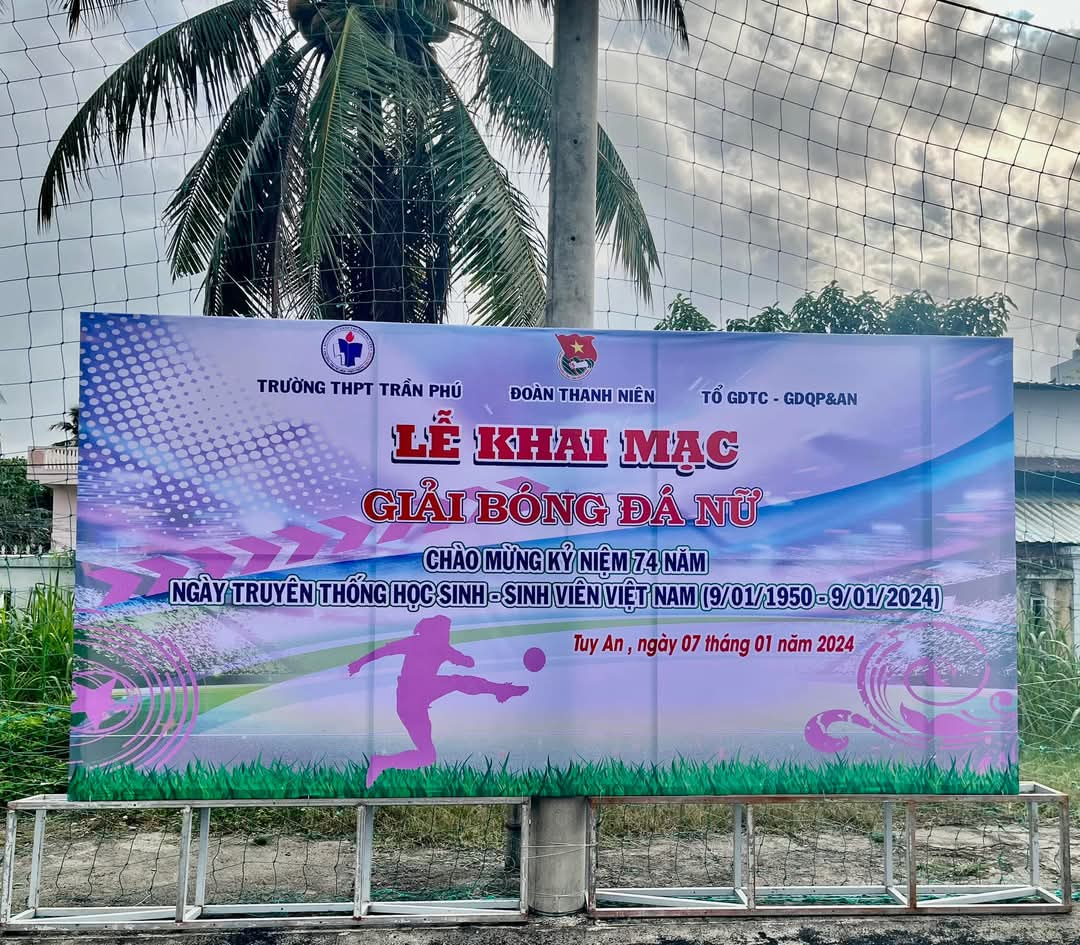 TRƯỜNG THPT TRẦN PHÚ ĐOÀN THANH NIÊN TỔ GDTC - GDQP&AN
LỄ KHAI MẠC
GIẢI BÓNG ĐÁ NỮ
CHÀO MỪNG KỶ NIỆM 74 NĂM
NGÀY TRUYỀN THỐNG HỌC SINH - SINH VIÊN VIỆT NAM (9/01/1950 - 9/01/2024)
Tuy An , ngày 07 tháng 01 năm 2024